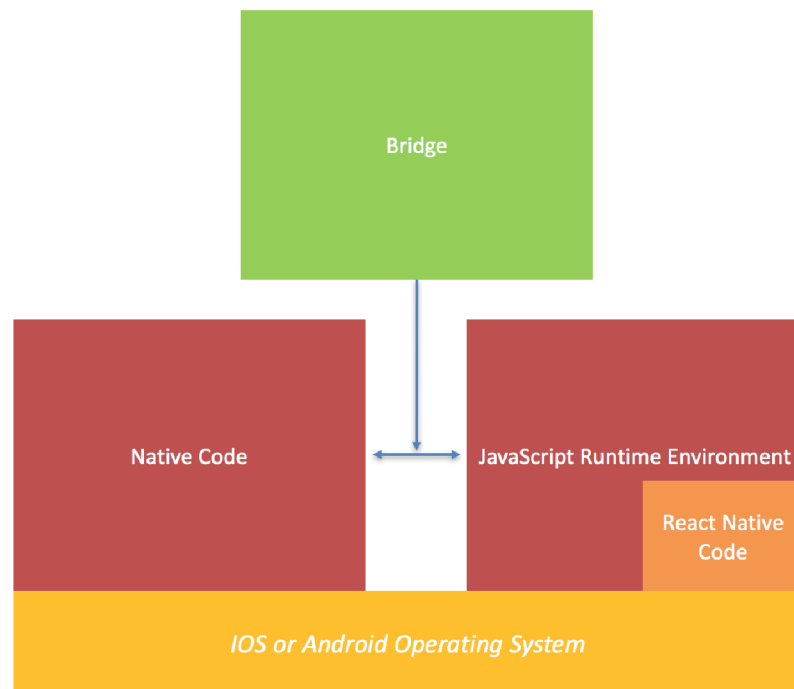 Bridge
Native Code
JavaScript Runtime Environment
React Native
Code
IOS or Android Operating System